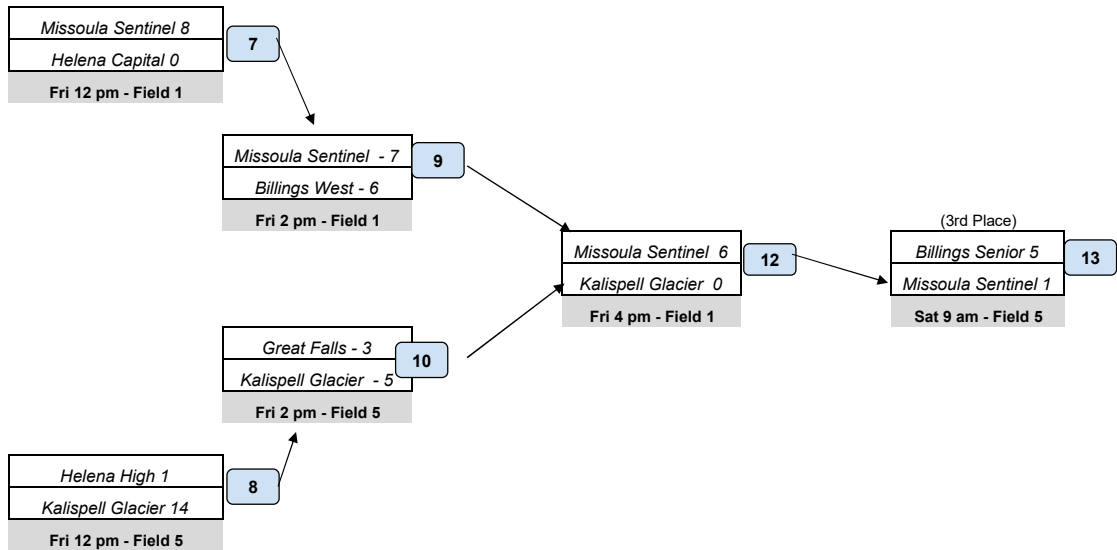 Missoula Sentinel 8
7
Helena Capital 0
Fri 12 pm - Field 1
Missoula Sentinel - 7
9
Billings West - 6
Fri 2 pm - Field 1
(3rd Place)
Missoula Sentinel 6
12
Kalispell Glacier 0
Fri 4 pm - Field 1
Billings Senior 5
13
Missoula Sentinel 1
Sat 9 am - Field 5
Great Falls - 3
10
Kalispell Glacier - 5
Fri 2 pm - Field 5
Helena High 1
8
Kalispell Glacier 14
Fri 12 pm - Field 5